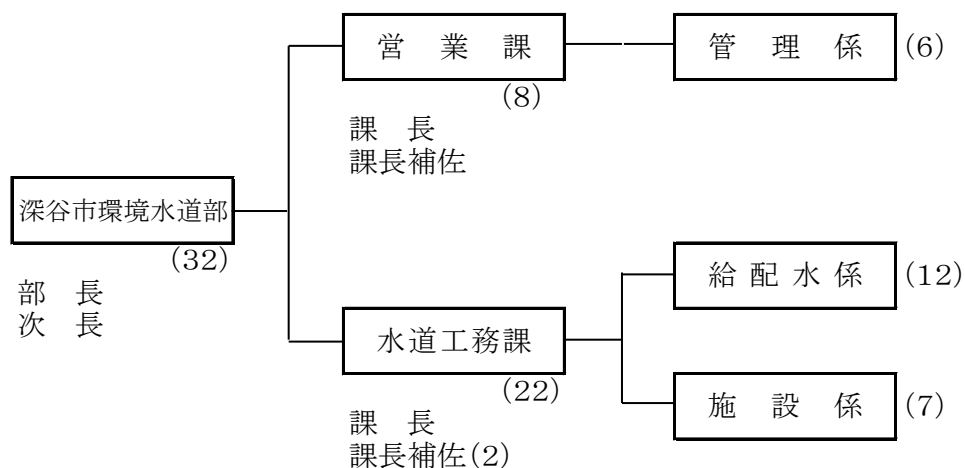 営業課
(8)
課長
課長補佐
管理係
(6)
深谷市環境水道部
(32)
部長
次長
水道工務課
(22)
課長
課長補佐(2)
給配水係
(12)
施設係
(7)